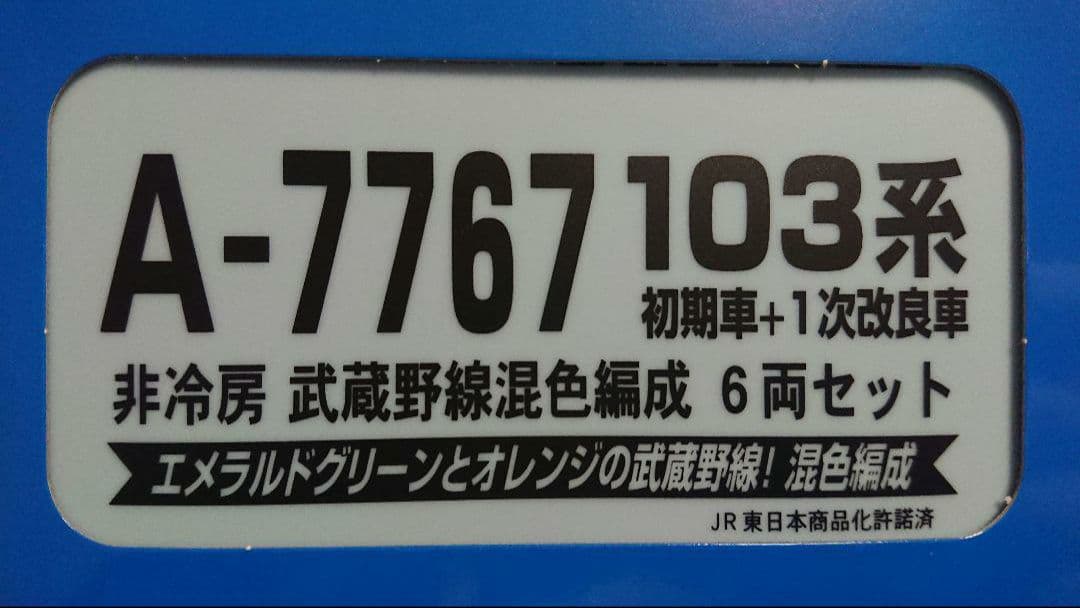 A-7767 103系
初期車+1次改良車
非冷房 武蔵野線混色編成 6両セット
エメラルドグリーンとオレンジの武蔵野線! 混色編成
JR東日本商品化許諾済